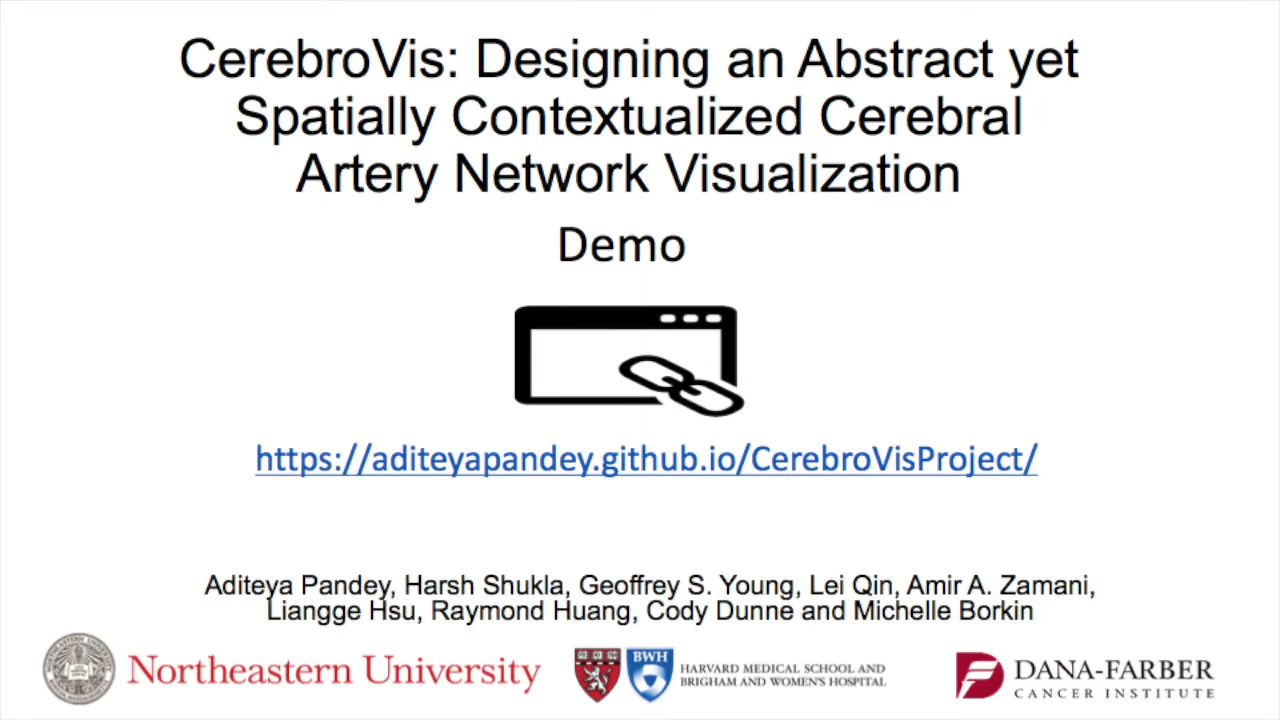 CerebroVis: Designing an Abstract yet
Spatially Contextualized Cerebral
Artery Network Visualization
Demo
https://aditeyapandey.github.io/CerebroVisProject/
Aditeya Pandey, Harsh Shukla, Geoffrey S. Young, Lei Qin, Amir A. Zamani,
Liangge Hsu, Raymond Huang, Cody Dunne and Michelle Borkin
Northeastern University
BWH
HARVARD MEDICAL SCHOOL AND
BRIGHAM AND WOMEN'S HOSPITAL
DANA-FARBER
CANCER INSTITUTE